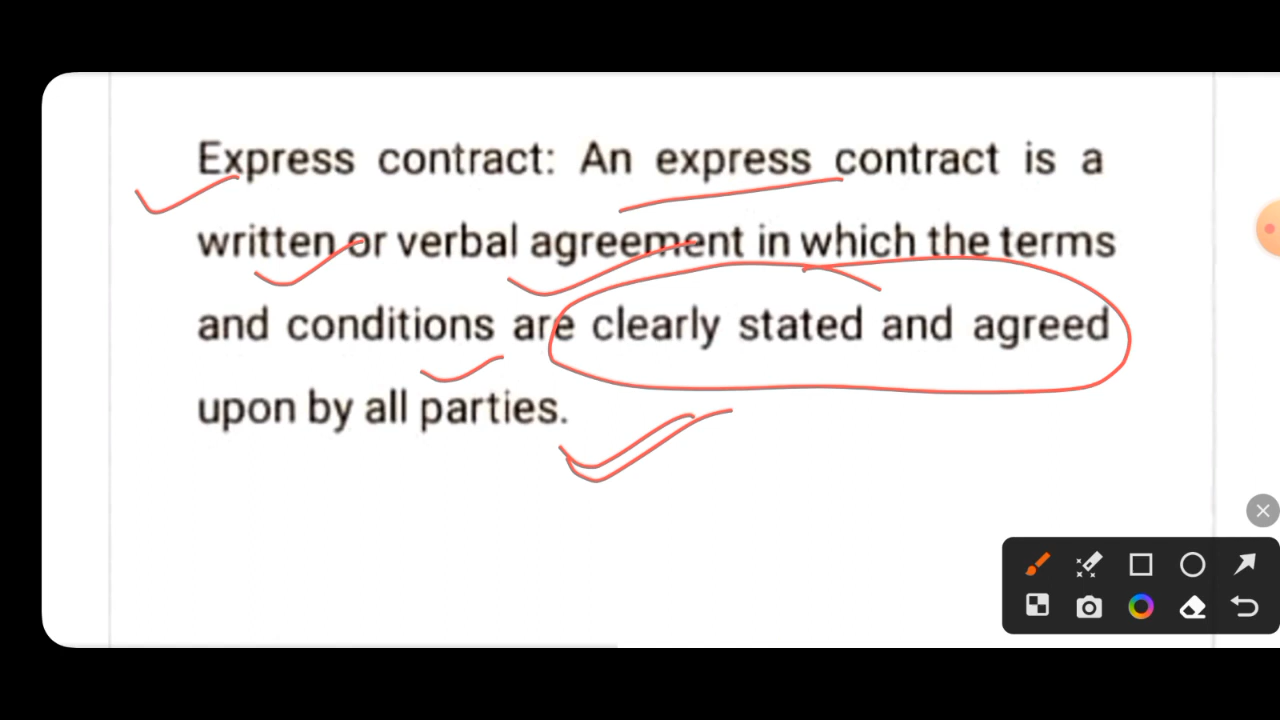 Express contract: An express contract is a
written or verbal agreement in which the terms
and conditions are clearly stated and agreed
upon by all parties.